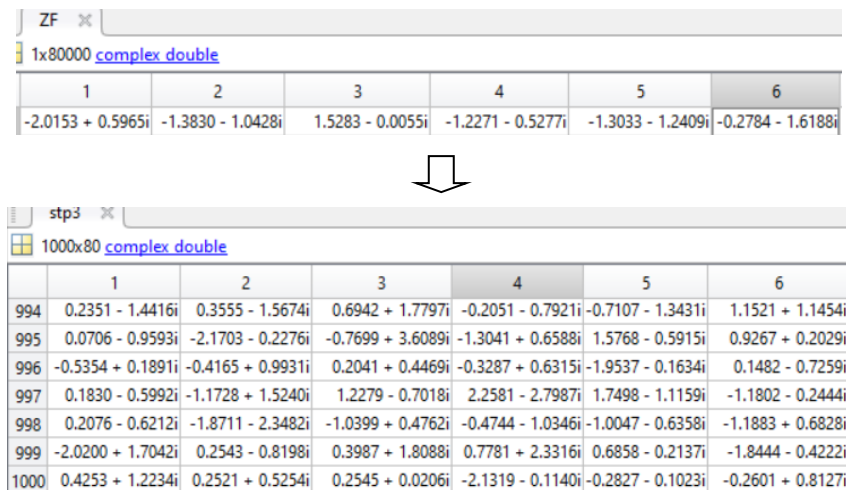 ZF
1x80000 complex double
1 2 3 4 5 6
-2.0153 + 0.5965i -1.3830 - 1.0428i 1.5283 - 0.0055i -1.2271 - 0.5277i -1.3033 - 1.2409i -0.2784 - 1.6188i
stp3
1000x80 complex double
1 2 3 4 5 6
994 0.2351 - 1.4416i 0.3555 - 1.5674i 0.6942 + 1.7797i -0.2051 - 0.7921i -0.7107 - 1.3431i 1.1521 + 1.1454i
995 0.0706 - 0.9593i -2.1703 - 0.2276i -0.7699 + 3.6089i -1.3041 + 0.6588i 1.5768 - 0.5915i 0.9267 + 0.2029i
996 -0.5354 + 0.1891i -0.4165 + 0.9931i 0.2041 + 0.4469i -0.3287 + 0.6315i -1.9537 - 0.1634i 0.1482 - 0.7259i
997 0.1830 - 0.5992i -1.1728 + 1.5240i 1.2279 - 0.7018i 2.2581 - 2.7987i 1.7498 - 1.1159i -1.1802 - 0.2444i
998 0.2076 - 0.6212i -1.8711 - 2.3482i -1.0399 + 0.4762i -0.4744 - 1.0346i -1.0047 - 0.6358i -1.1883 + 0.6828i
999 -2.0200 + 1.7042i 0.2543 - 0.8198i 0.3987 + 1.8088i 0.7781 + 2.3316i 0.6858 - 0.2137i -1.8444 - 0.4222i
1000 0.4253 + 1.2234i 0.2521 + 0.5254i 0.2545 + 0.0206i -2.1319 - 0.1140i -0.2827 - 0.1023i -0.2601 + 0.8127i